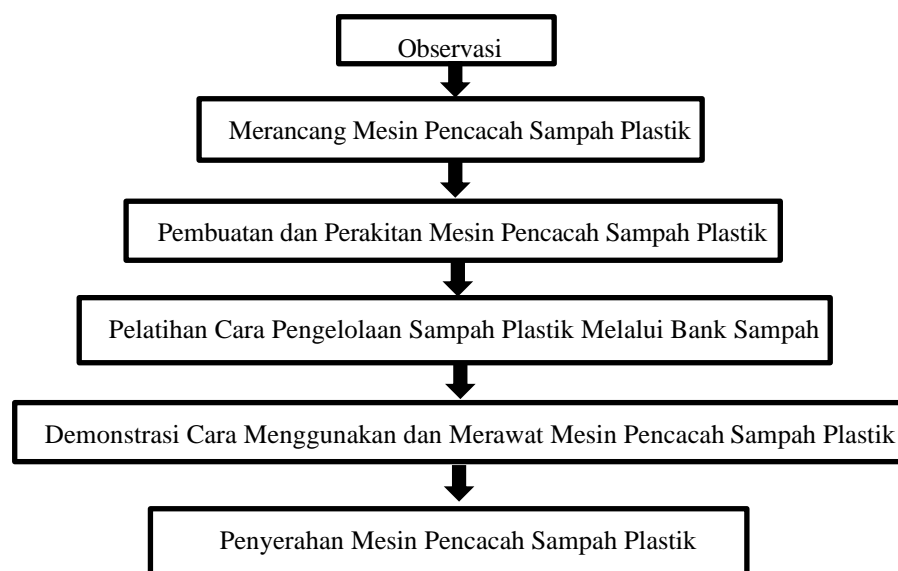 Observasi
Merancang Mesin Pencacah Sampah Plastik
Pembuatan dan Perakitan Mesin Pencacah Sampah Plastik
Pelatihan Cara Pengelolaan Sampah Plastik Melalui Bank Sampah
Demonstrasi Cara Menggunakan dan Merawat Mesin Pencacah Sampah Plastik
Penyerahan Mesin Pencacah Sampah Plastik